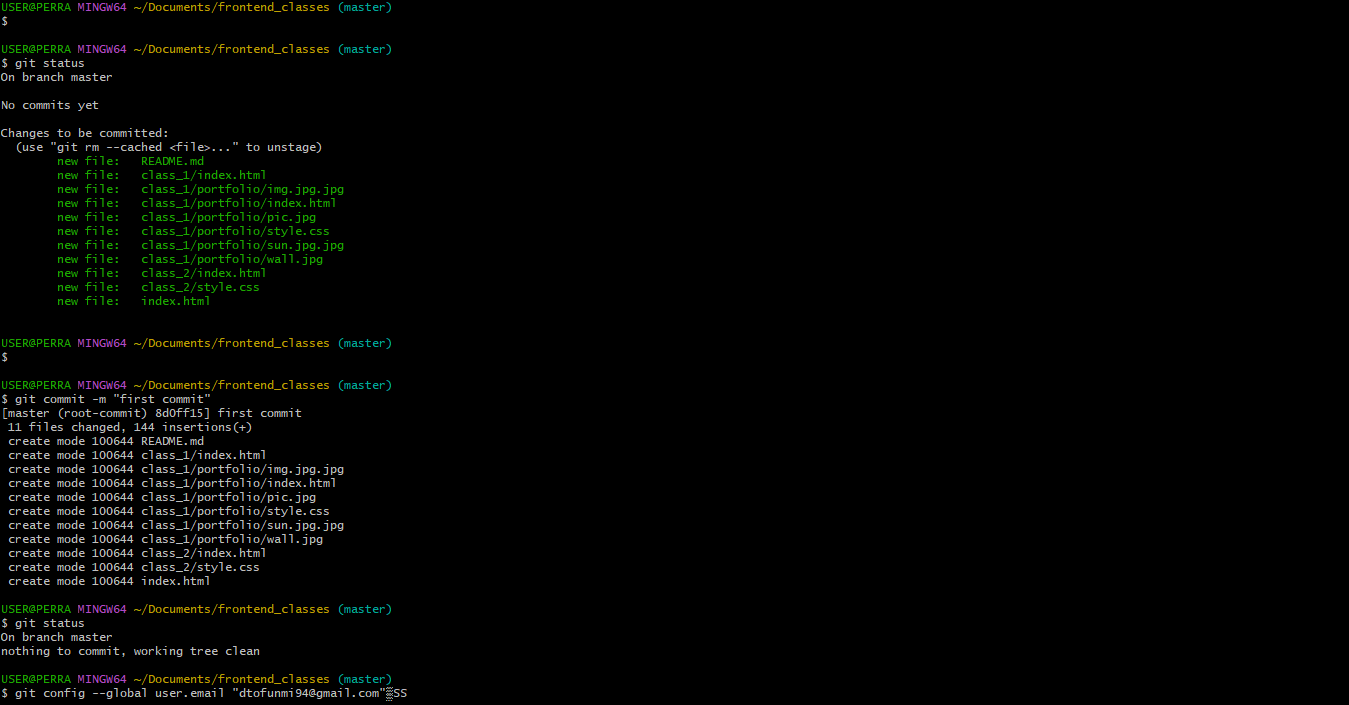 USER@PERRA MINGW64 ~/Documents/frontend_classes (master)
$
USER@PERRA MINGW64 ~/Documents/frontend_classes (master)
$ git status
On branch master
No commits yet
Changes to be committed:
  (use "git rm --cached <file>..." to unstage)
        new file:   README.md
        new file:   class_1/index.html
        new file:   class_1/portfolio/img.jpg.jpg
        new file:   class_1/portfolio/index.html
        new file:   class_1/portfolio/pic.jpg
        new file:   class_1/portfolio/style.css
        new file:   class_1/portfolio/sun.jpg.jpg
        new file:   class_1/portfolio/wall.jpg
        new file:   class_2/index.html
        new file:   class_2/style.css
        new file:   index.html
USER@PERRA MINGW64 ~/Documents/frontend_classes (master)
$
USER@PERRA MINGW64 ~/Documents/frontend_classes (master)
$ git commit -m "first commit"
[master (root-commit) 8d0ff15] first commit
 11 files changed, 144 insertions(+)
 create mode 100644 README.md
 create mode 100644 class_1/index.html
 create mode 100644 class_1/portfolio/img.jpg.jpg
 create mode 100644 class_1/portfolio/index.html
 create mode 100644 class_1/portfolio/pic.jpg
 create mode 100644 class_1/portfolio/style.css
 create mode 100644 class_1/portfolio/sun.jpg.jpg
 create mode 100644 class_1/portfolio/wall.jpg
 create mode 100644 class_2/index.html
 create mode 100644 class_2/style.css
 create mode 100644 index.html
USER@PERRA MINGW64 ~/Documents/frontend_classes (master)
$ git status
On branch master
nothing to commit, working tree clean
USER@PERRA MINGW64 ~/Documents/frontend_classes (master)
$ git config --global user.email "dtofunmi94@gmail.com" SS